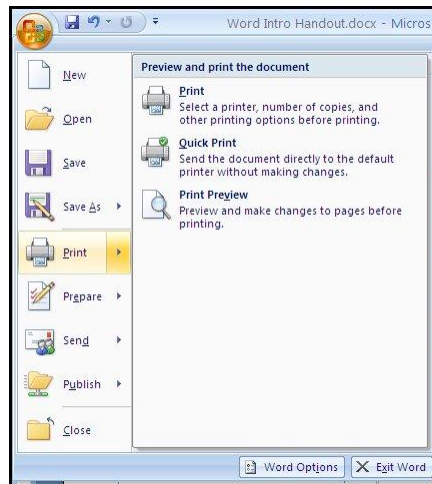 Word Intro Handout.docx - Micros
New
Open
Save
Save As
Print
Prepare
Send
Publish
Close
Preview and print the document
Print
Select a printer, number of copies, and
other printing options before printing.
Quick Print
Send the document directly to the default
printer without making changes.
Print Preview
Preview and make changes to pages before
printing.
Word Options
Exit Word